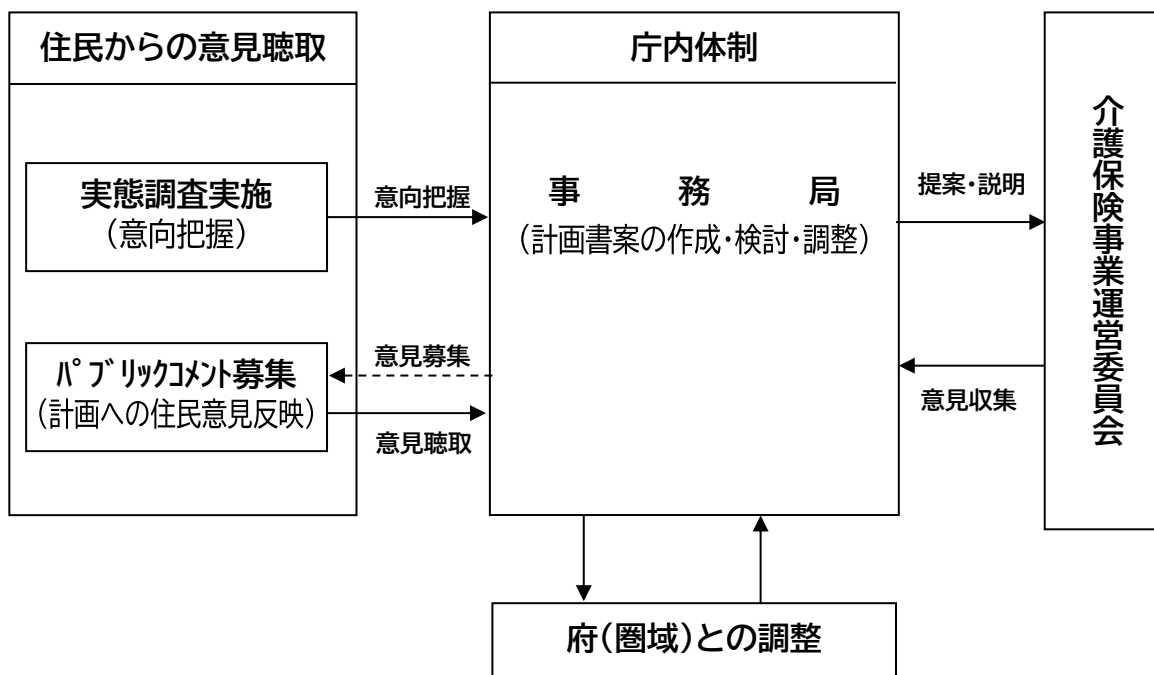 住民からの意見聴取
実態調査実施
（意向把握）
ﾊﾟﾌﾞﾘｯｸｺﾒﾝﾄ募集
（計画への住民意見反映）
意向把握
意見募集
意見聴取
庁内体制
事　務　局
（計画書案の作成・検討・調整）
提案・説明
意見収集
介護保険事業運営委員会
府（圏域）との調整